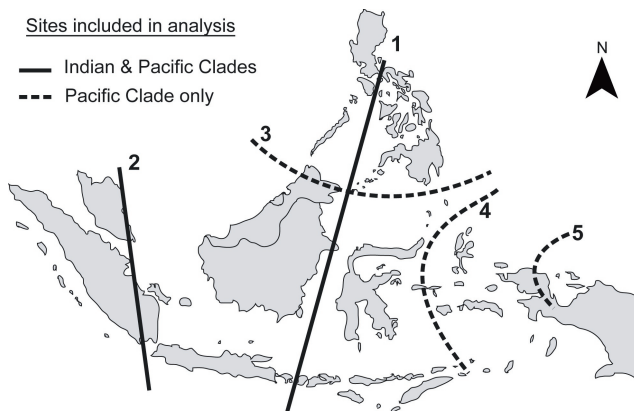 Sites included in analysis
Indian & Pacific Clades
Pacific Clade only
N
1
2
3
4
5